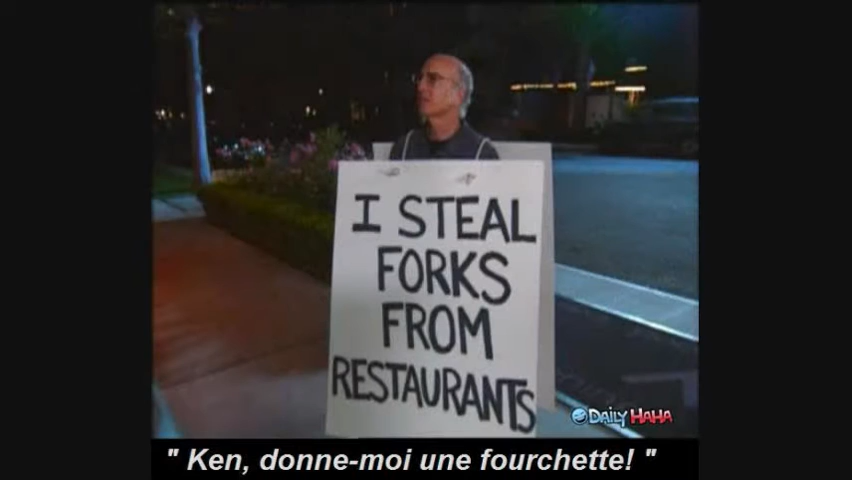 I STEAL
FORKS
FROM
RESTAURANTS
DAILY HAHA
" Ken, donne-moi une fourchette! "